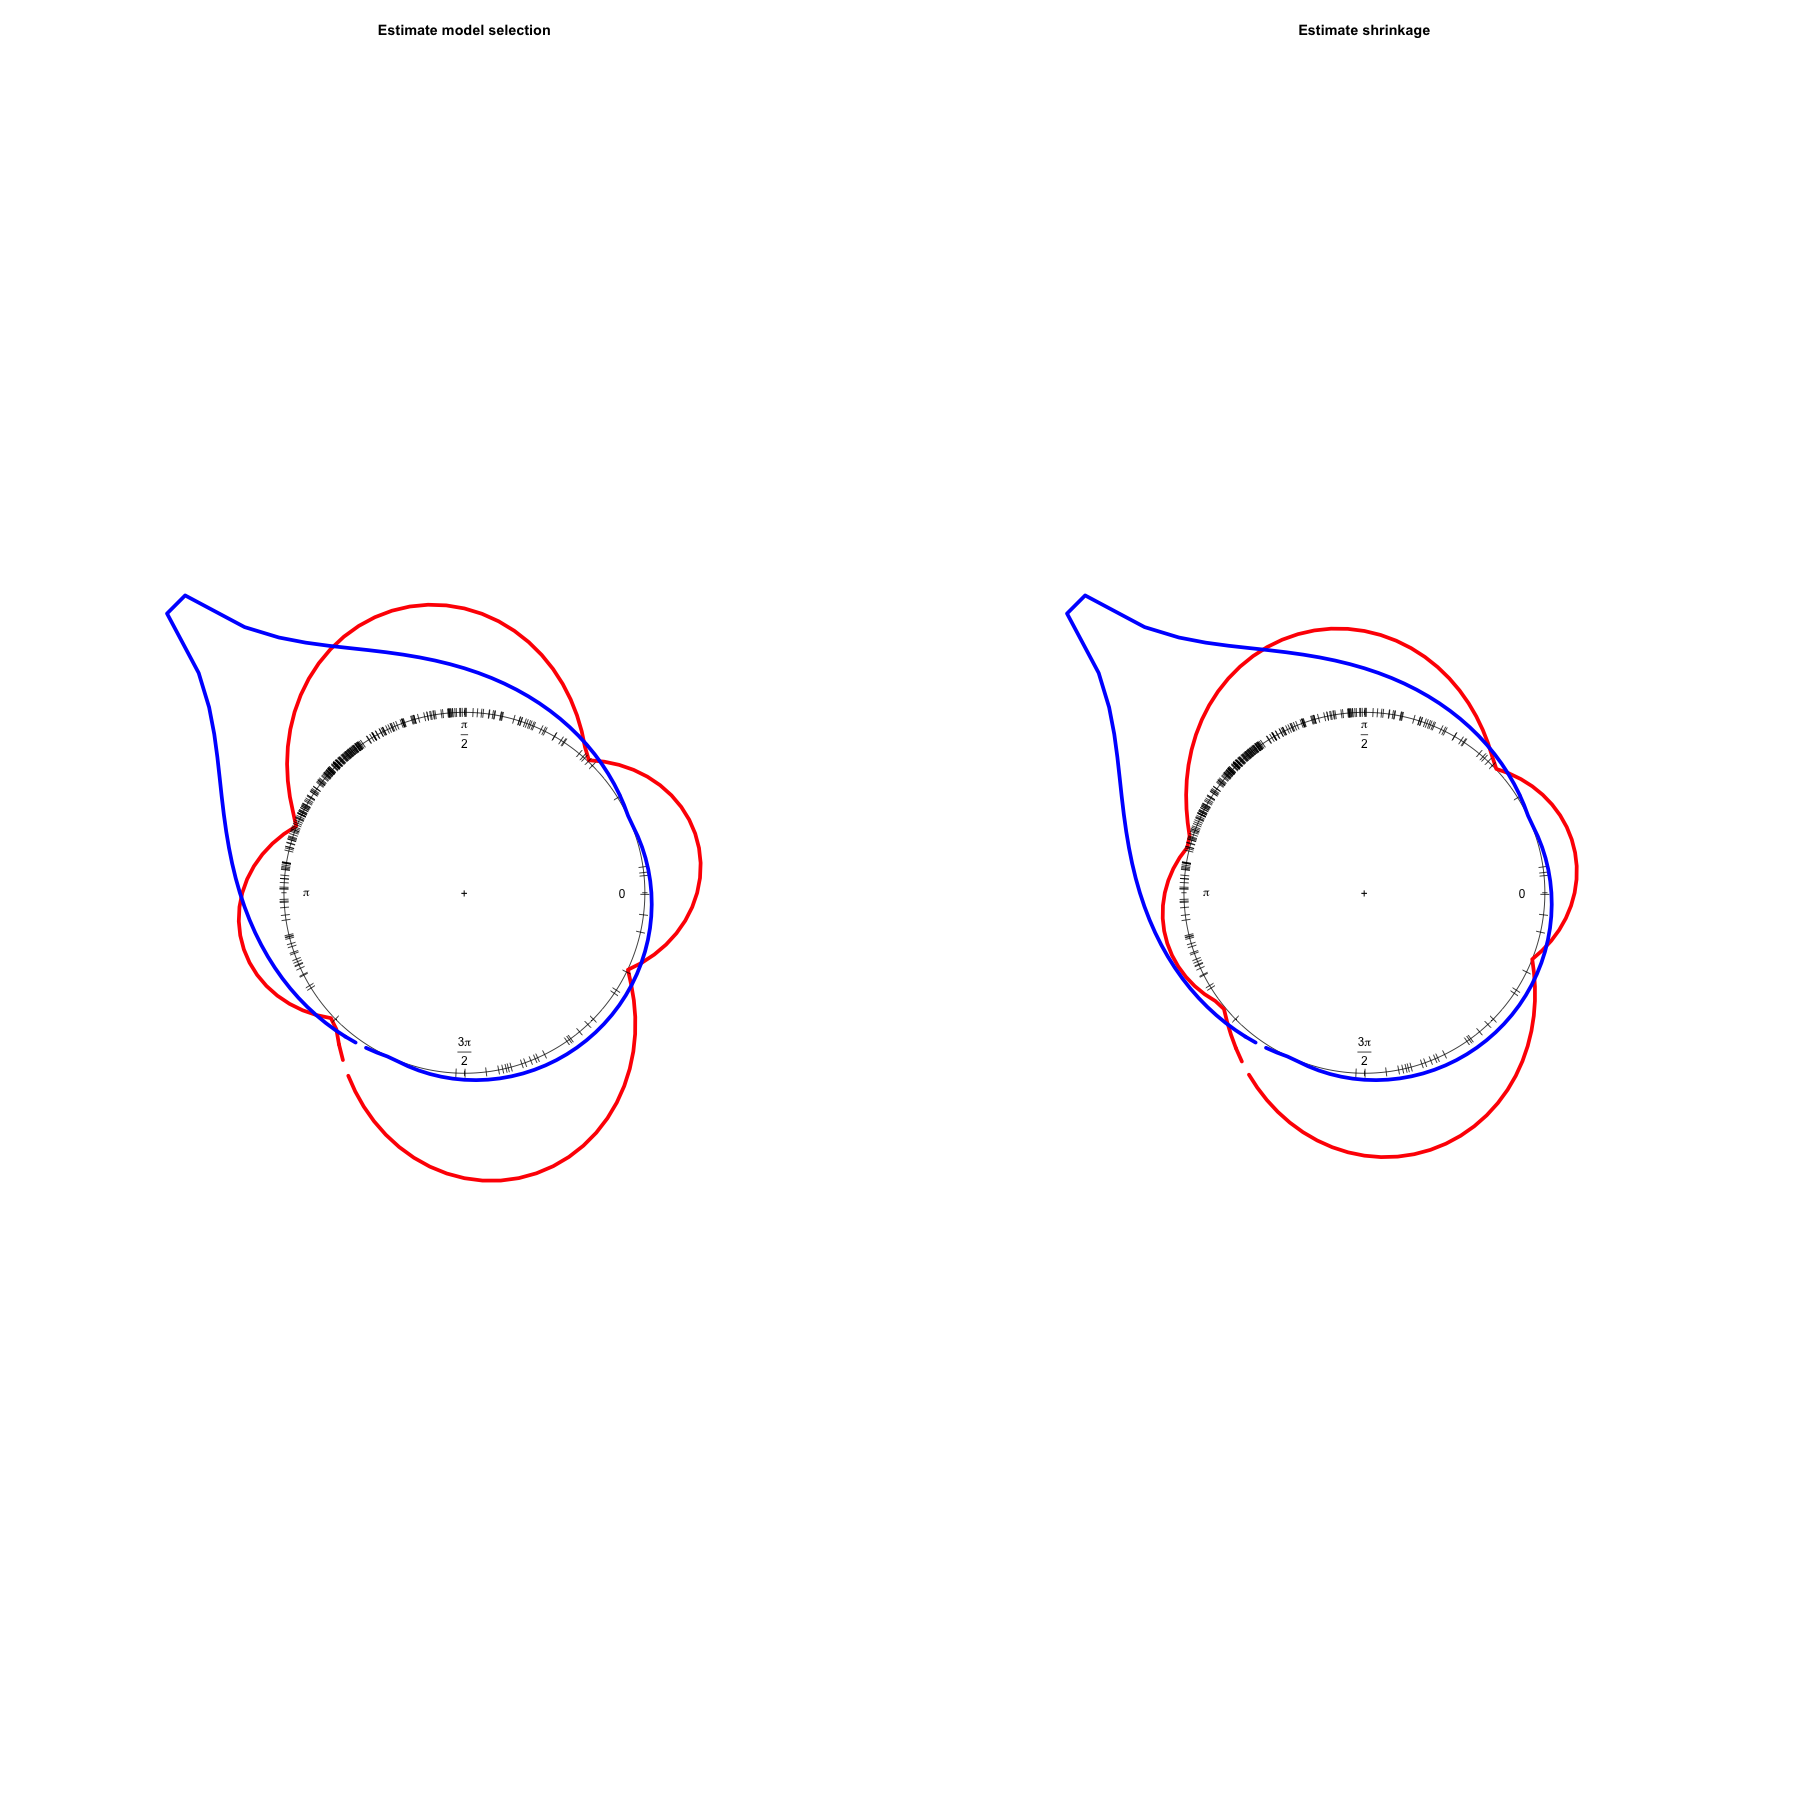 Estimate model selection
π
2
π
+
0
3π
2
Estimate shrinkage
π
2
π
+
0
3π
2